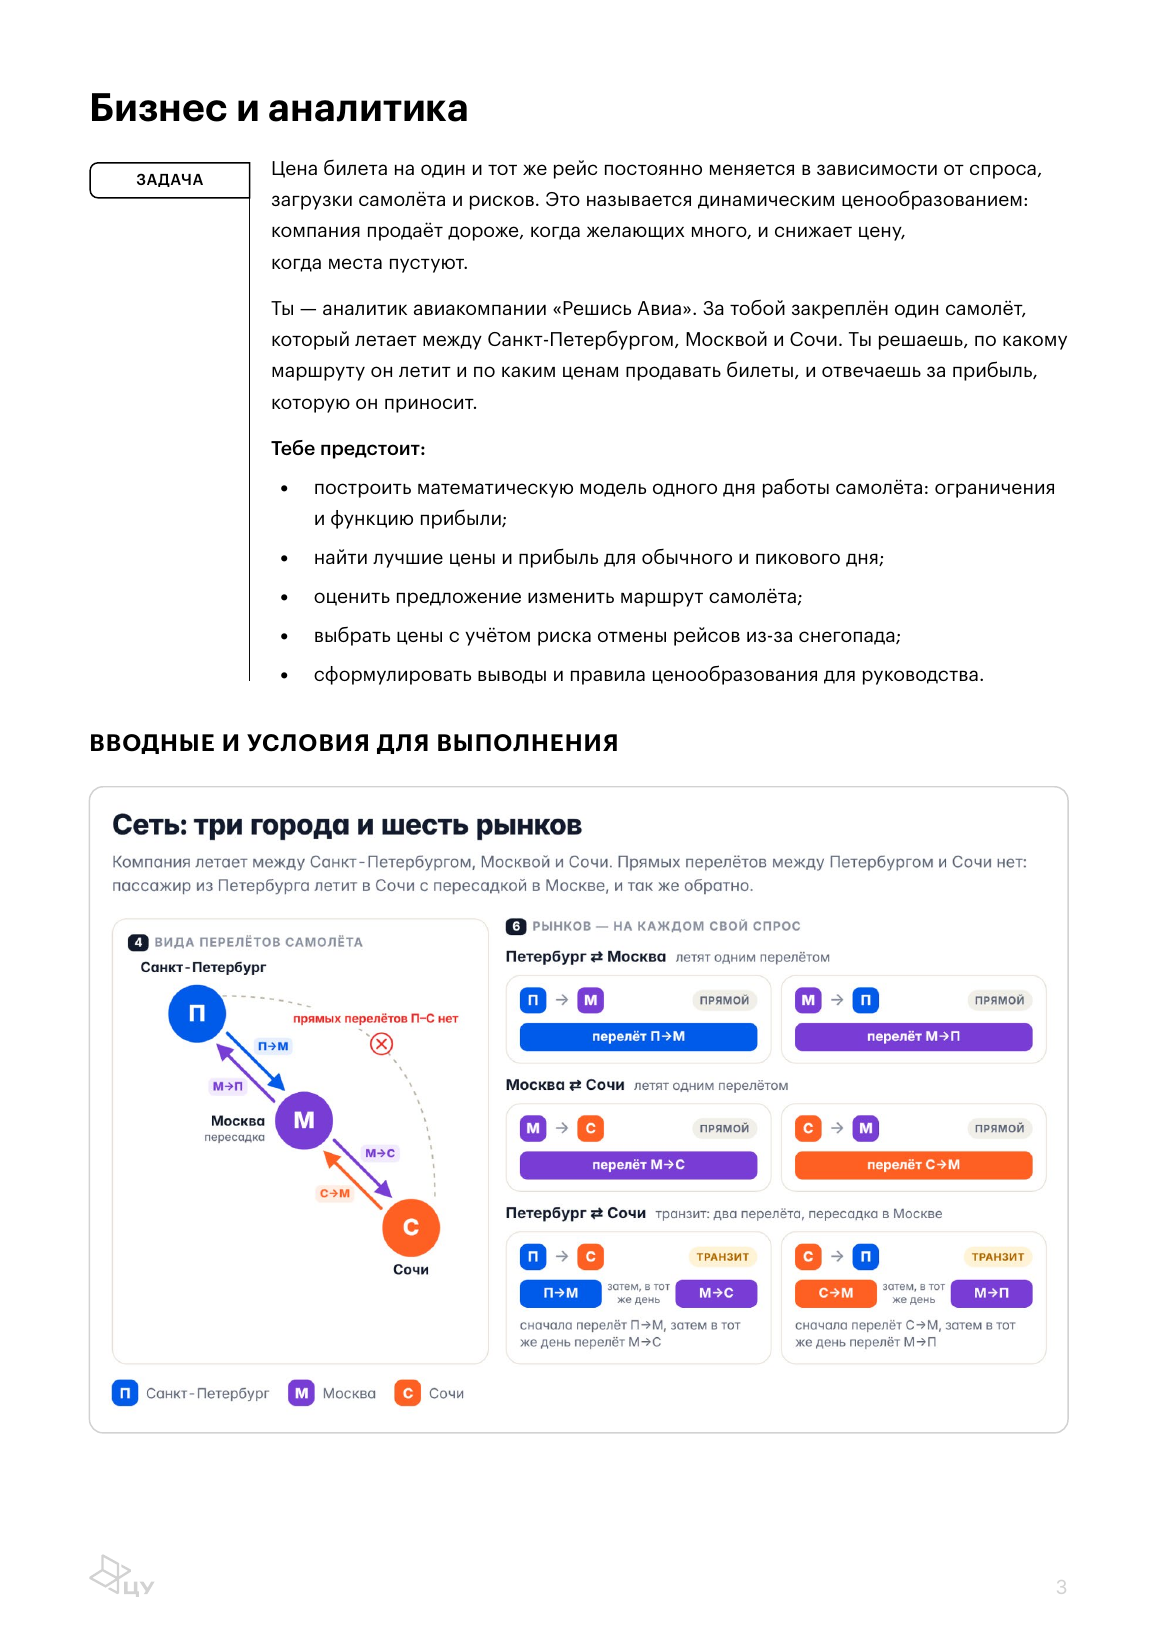 Бизнес и аналитика
ЗАДАЧА
Цена билета на один и тот же рейс постоянно меняется в зависимости от спроса,
загрузки самолёта и рисков. Это называется динамическим ценообразованием:
компания продаёт дороже, когда желающих много, и снижает цену,
когда места пустуют.
Ты — аналитик авиакомпании «Решись Авиа». За тобой закреплён один самолёт,
который летает между Санкт-Петербургом, Москвой и Сочи. Ты решаешь, по какому
маршруту он летит и по каким ценам продавать билеты, и отвечаешь за прибыль,
которую он приносит.
Тебе предстоит:
• построить математическую модель одного дня работы самолёта: ограничения
и функцию прибыли;
• найти лучшие цены и прибыль для обычного и пикового дня;
• оценить предложение изменить маршрут самолёта;
• выбрать цены с учётом риска отмены рейсов из-за снегопада;
• сформулировать выводы и правила ценообразования для руководства.
ВВОДНЫЕ И УСЛОВИЯ ДЛЯ ВЫПОЛНЕНИЯ
Сеть: три города и шесть рынков
Компания летает между Санкт-Петербургом, Москвой и Сочи. Прямых перелётов между Петербургом и Сочи нет:
пассажир из Петербурга летит в Сочи с пересадкой в Москве, и так же обратно.
4 ВИДА ПЕРЕЛЁТОВ САМОЛЁТА
Санкт-Петербург
П
прямых перелётов П–С нет
П→М
М→П
Москва
пересадка
М
М→С
С→М
С
Сочи
6 РЫНКОВ — НА КАЖДОМ СВОЙ СПРОС
Петербург ⇄ Москва летят одним перелётом
П → М ПРЯМОЙ
перелёт П→М
М → П ПРЯМОЙ
перелёт М→П
Москва ⇄ Сочи летят одним перелётом
М → С ПРЯМОЙ
перелёт М→С
С → М ПРЯМОЙ
перелёт С→М
Петербург ⇄ Сочи транзит: два перелёта, пересадка в Москве
П → С ТРАНЗИТ
П→М затем, в тот же день М→С
сначала перелёт П→М, затем в тот
же день перелёт М→С
С → П ТРАНЗИТ
С→М затем, в тот же день М→П
сначала перелёт С→М, затем в тот
же день перелёт М→П
П Санкт-Петербург М Москва С Сочи
ЦУ
3